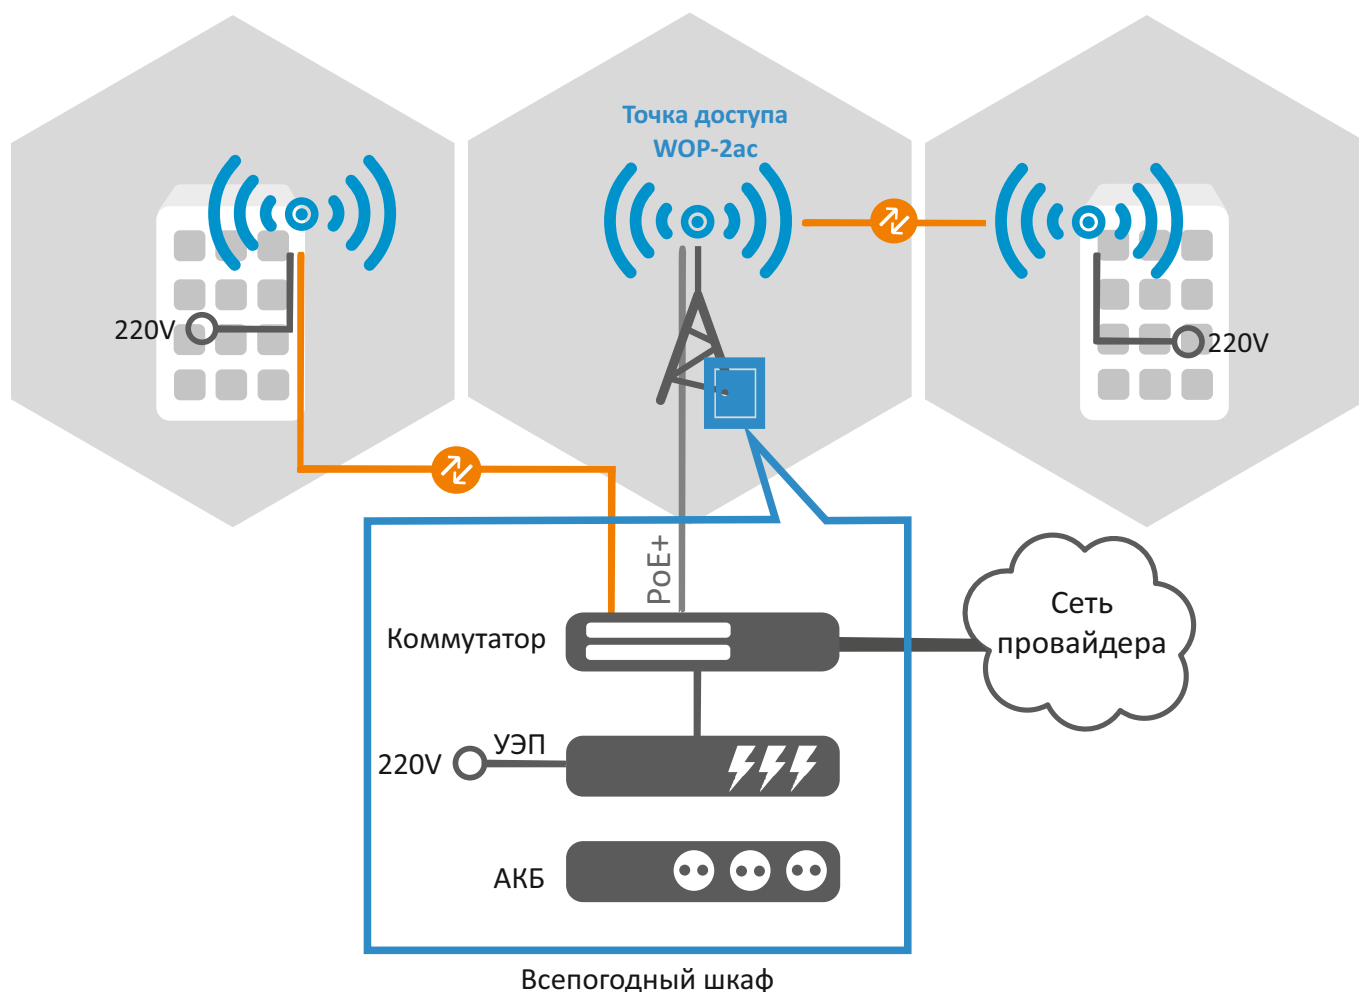 Точка доступа
WOP-2ac
220V
220V
PoE+
Коммутатор
Сеть
провайдера
УЭП
220V
АКБ
Всепогодный шкаф